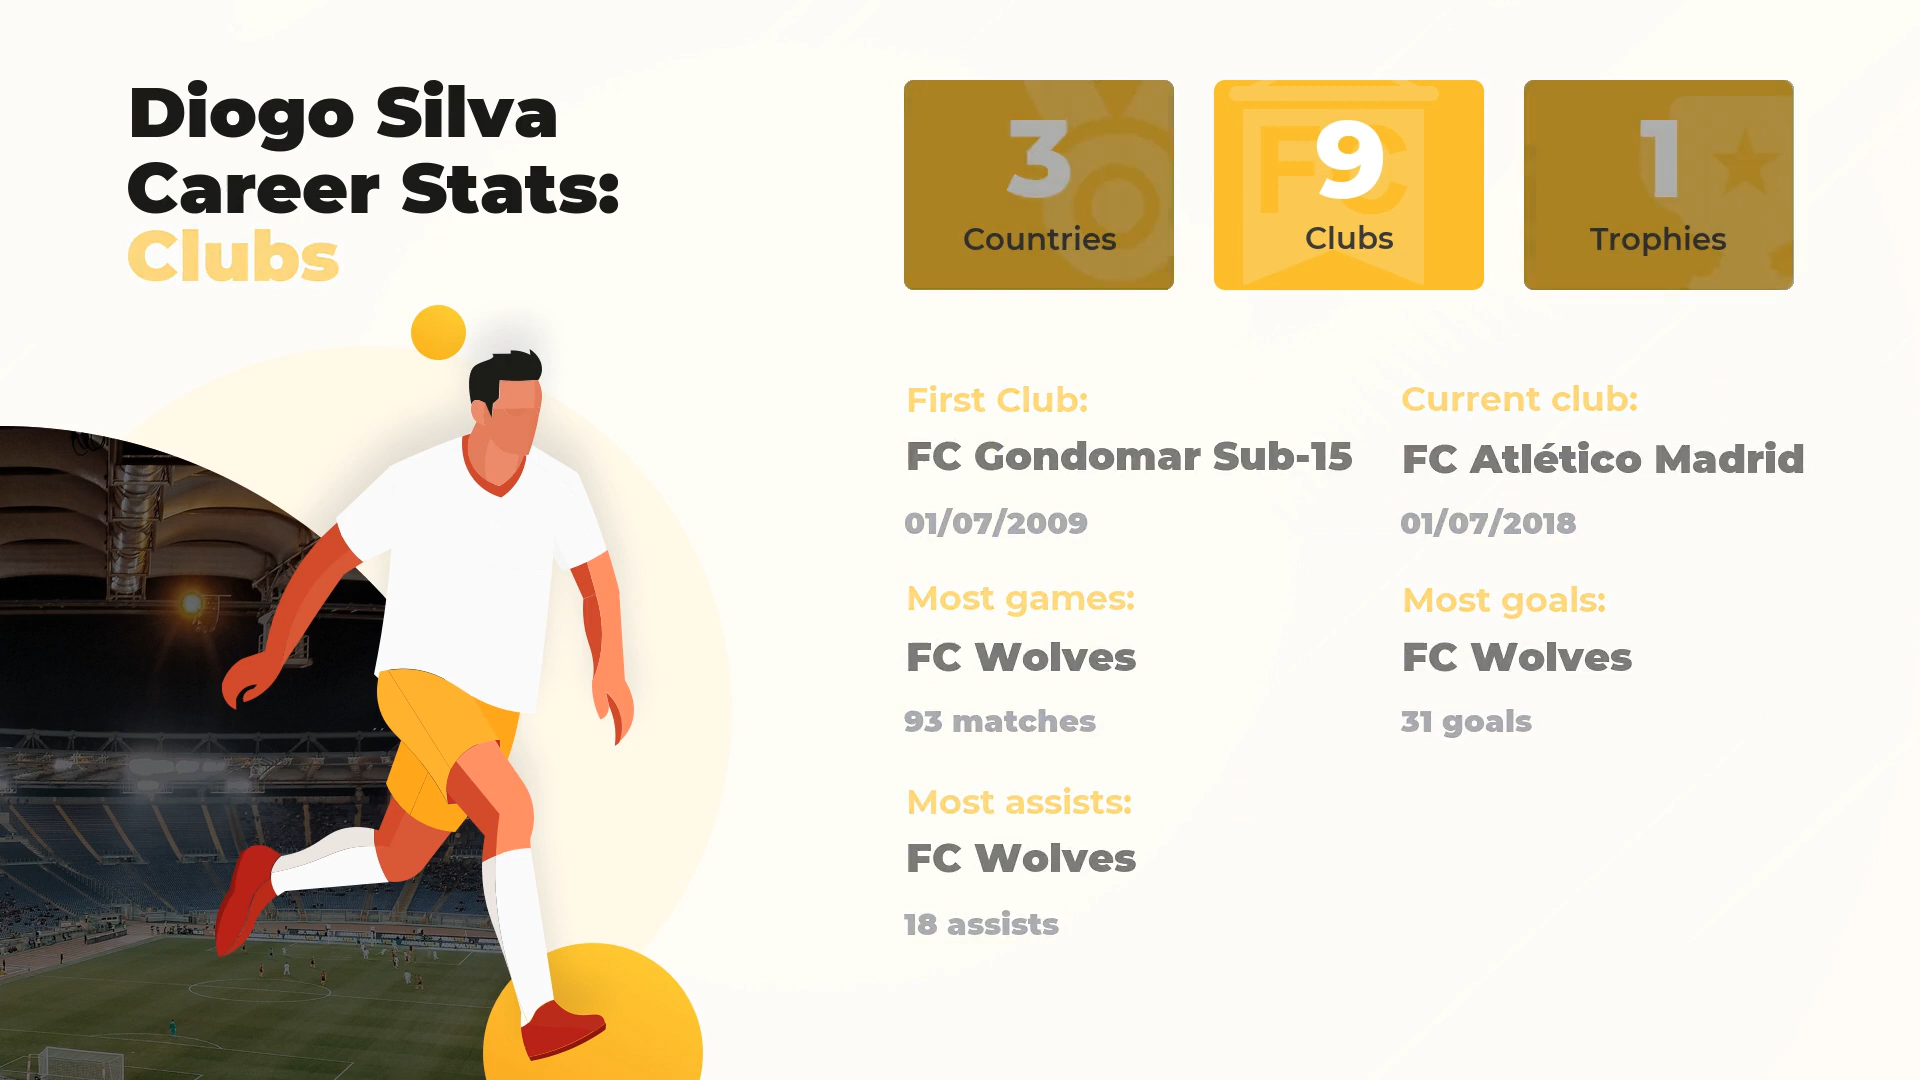 Diogo Silva
Career Stats:
Clubs
3
Countries
FC
9
Clubs
1
Trophies
First Club:
FC Gondomar Sub-15
01/07/2009
Current club:
FC Atlético Madrid
01/07/2018
Most games:
FC Wolves
93 matches
Most goals:
FC Wolves
31 goals
Most assists:
FC Wolves
18 assists